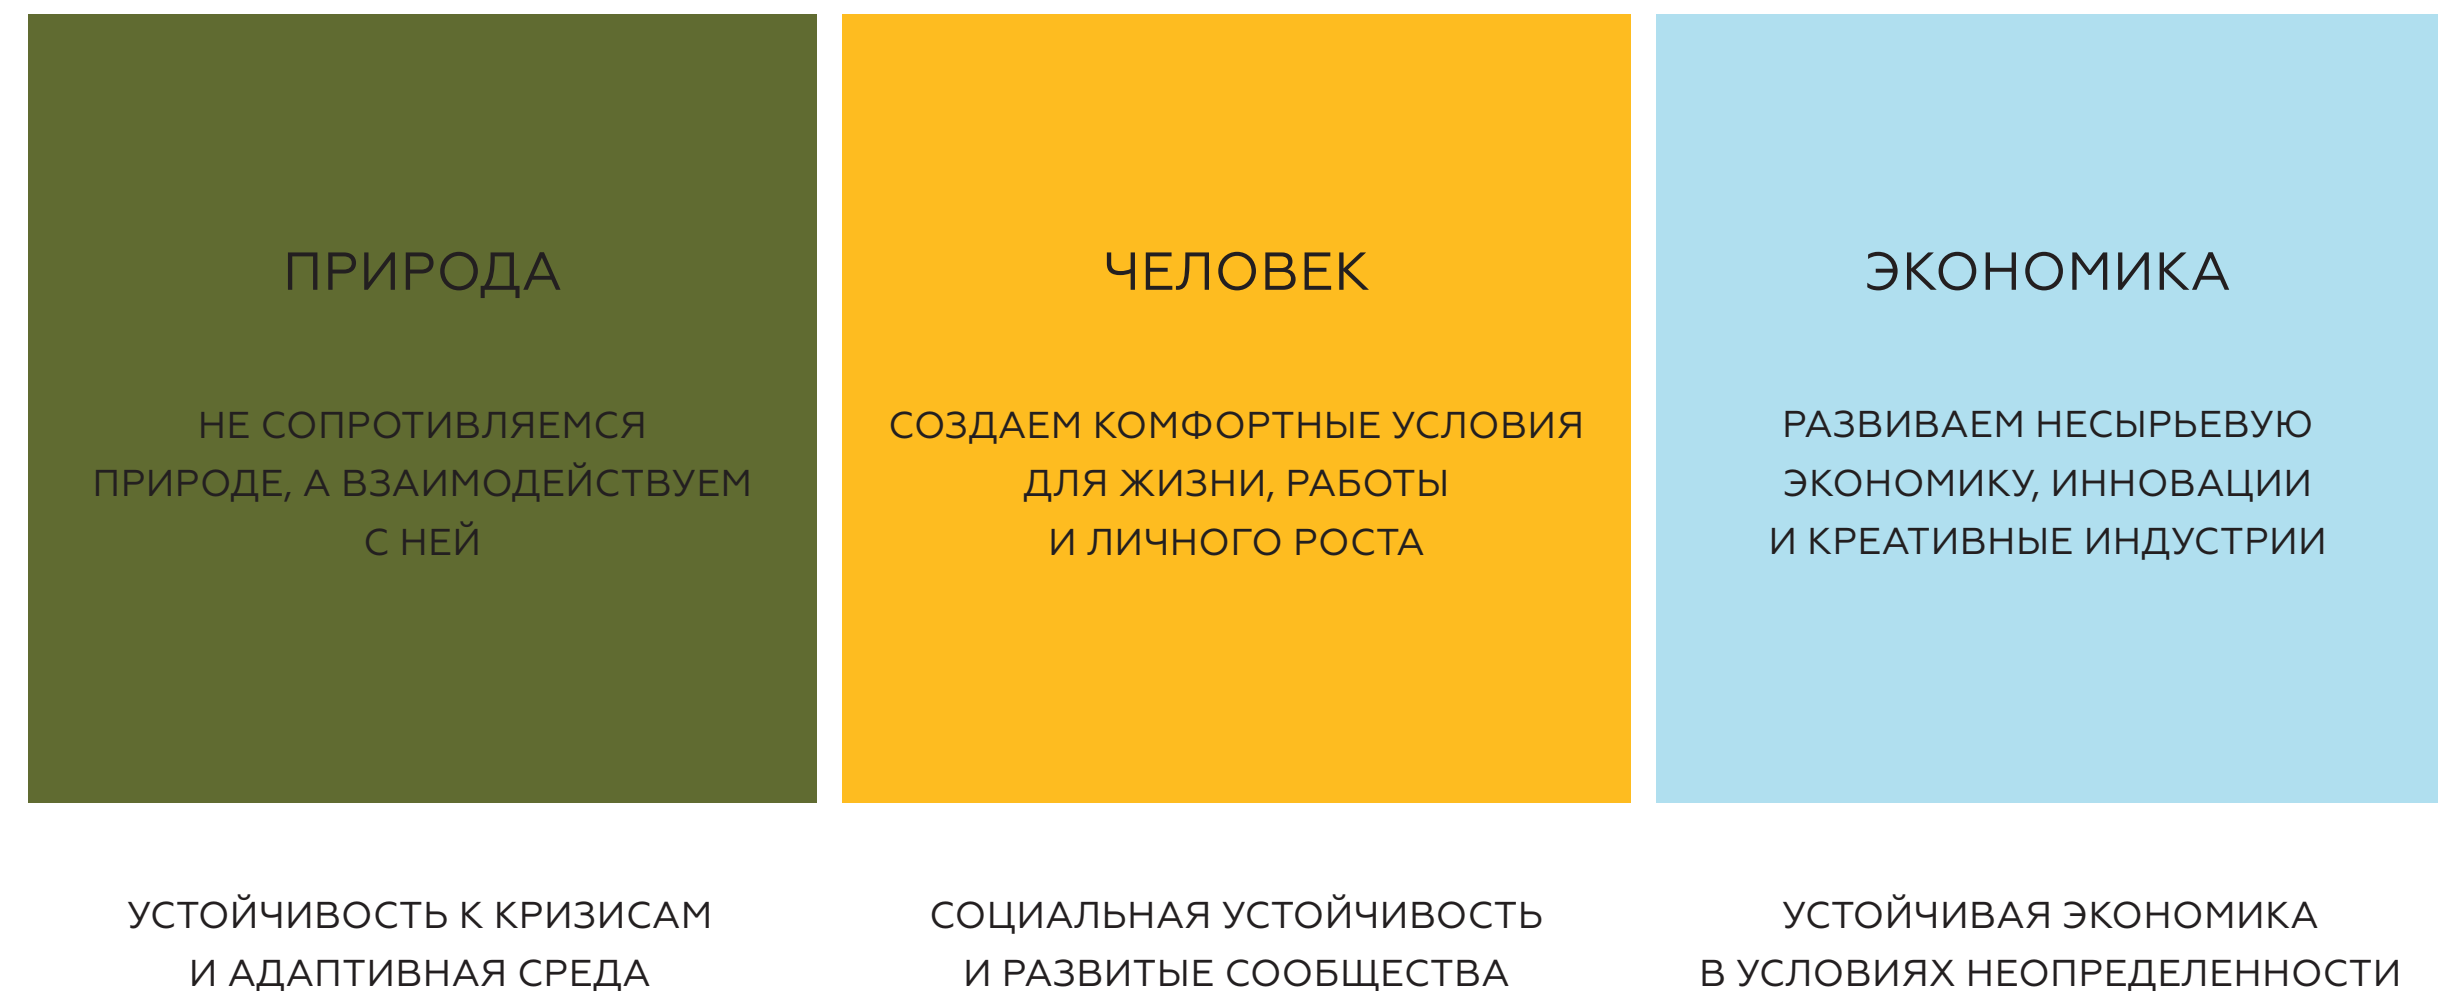 ПРИРОДА
НЕ СОПРОТИВЛЯЕМСЯ
ПРИРОДЕ, А ВЗАИМОДЕЙСТВУЕМ
С НЕЙ
УСТОЙЧИВОСТЬ К КРИЗИСАМ
И АДАПТИВНАЯ СРЕДА
ЧЕЛОВЕК
СОЗДАЕМ КОМФОРТНЫЕ УСЛОВИЯ
ДЛЯ ЖИЗНИ, РАБОТЫ
И ЛИЧНОГО РОСТА
СОЦИАЛЬНАЯ УСТОЙЧИВОСТЬ
И РАЗВИТЫЕ СООБЩЕСТВА
ЭКОНОМИКА
РАЗВИВАЕМ НЕСЫРЬЕВУЮ
ЭКОНОМИКУ, ИННОВАЦИИ
И КРЕАТИВНЫЕ ИНДУСТРИИ
УСТОЙЧИВАЯ ЭКОНОМИКА
В УСЛОВИЯХ НЕОПРЕДЕЛЕННОСТИ